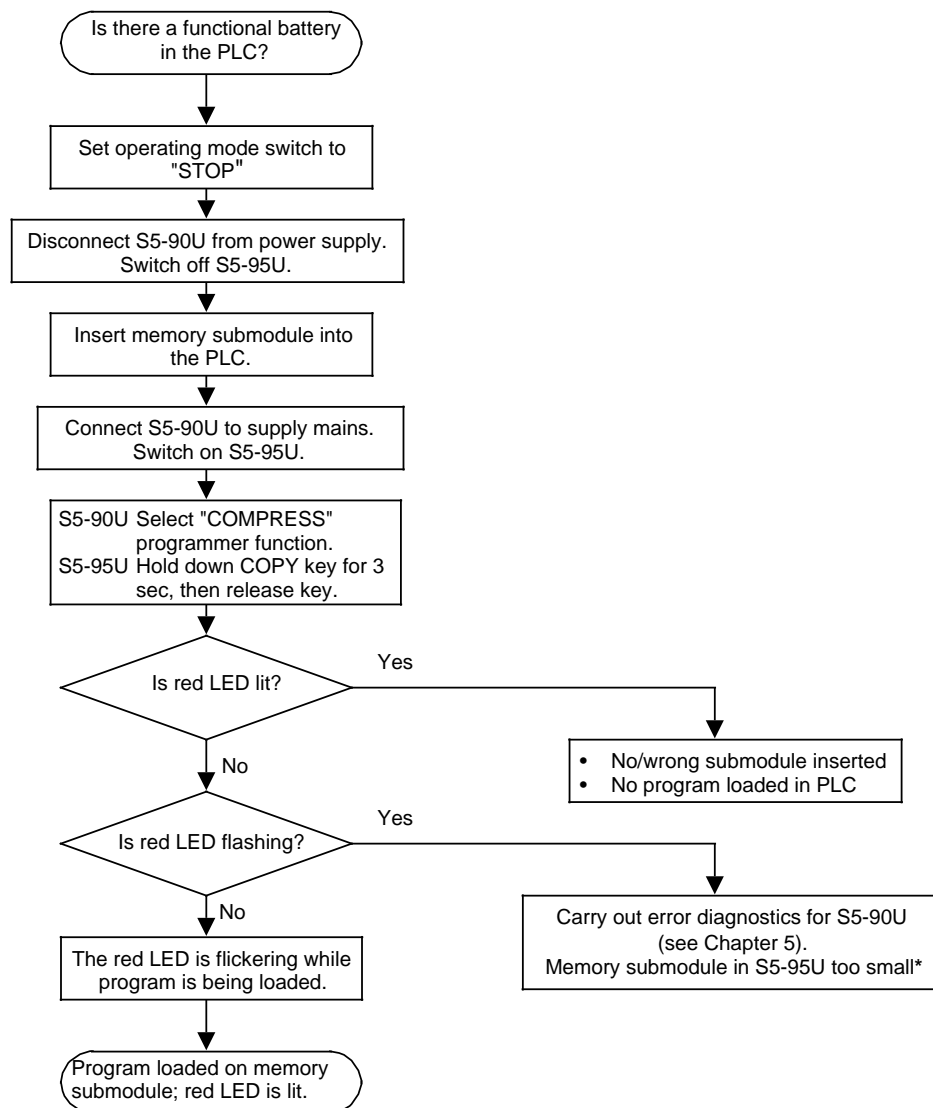 Is there a functional battery
in the PLC?
Set operating mode switch to
"STOP"
Disconnect S5-90U from power supply.
Switch off S5-95U.
Insert memory submodule into
the PLC.
Connect S5-90U to supply mains.
Switch on S5-95U.
S5-90U Select "COMPRESS"
programmer function.
S5-95U Hold down COPY key for 3
sec, then release key.
Yes
Is red LED lit?
No
• No/wrong submodule inserted
• No program loaded in PLC
Yes
Is red LED flashing?
No
Carry out error diagnostics for S5-90U
(see Chapter 5).
Memory submodule in S5-95U too small*
The red LED is flickering while
program is being loaded.
Program loaded on memory
submodule; red LED is lit.